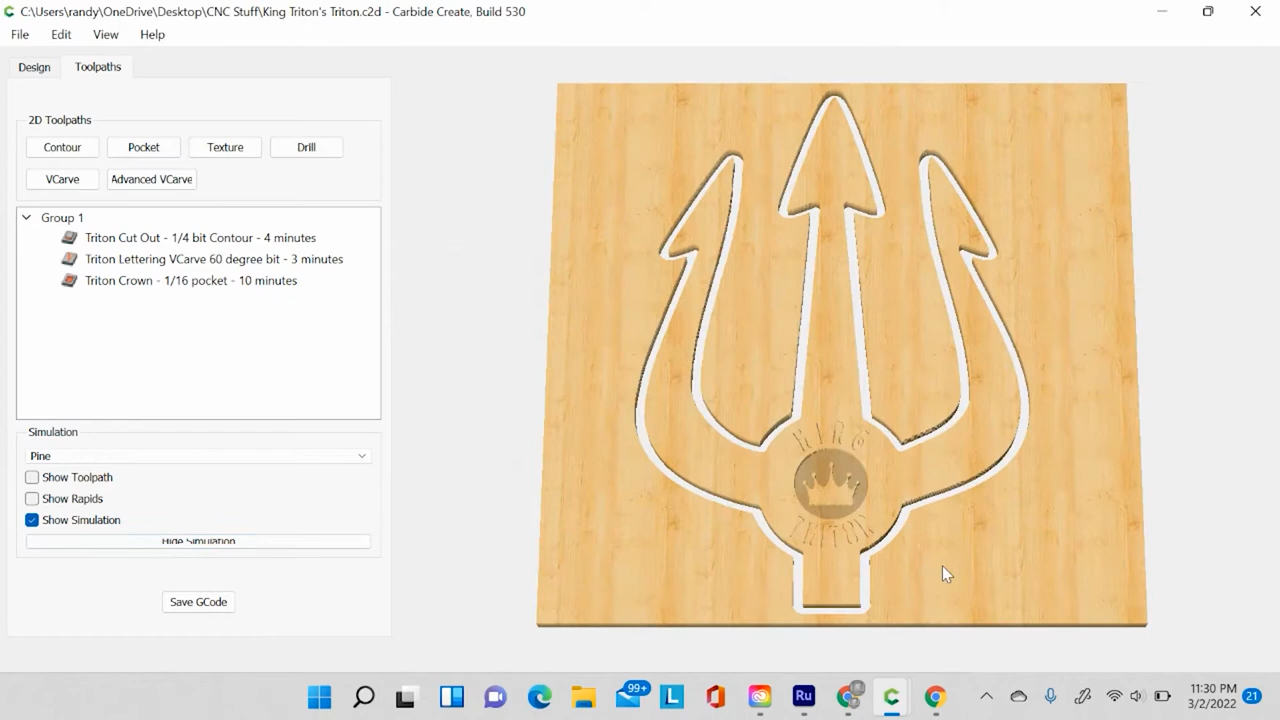 C:\Users\randy\OneDrive\Desktop\CNC Stuff\King Triton's Triton.c2d - Carbide Create, Build 530
File Edit View Help
Design Toolpaths
2D Toolpaths
Contour Pocket Texture Drill
VCarve Advanced VCarve
Group 1
Triton Cut Out - 1/4 bit Contour - 4 minutes
Triton Lettering VCarve 60 degree bit - 3 minutes
Triton Crown - 1/16 pocket - 10 minutes
Simulation
Pine
Show Toolpath
Show Rapids
Show Simulation
Hide Simulation
Save GCode
KING
TRITON
99+
L
Ru
C
11:30 PM
3/2/2022
21